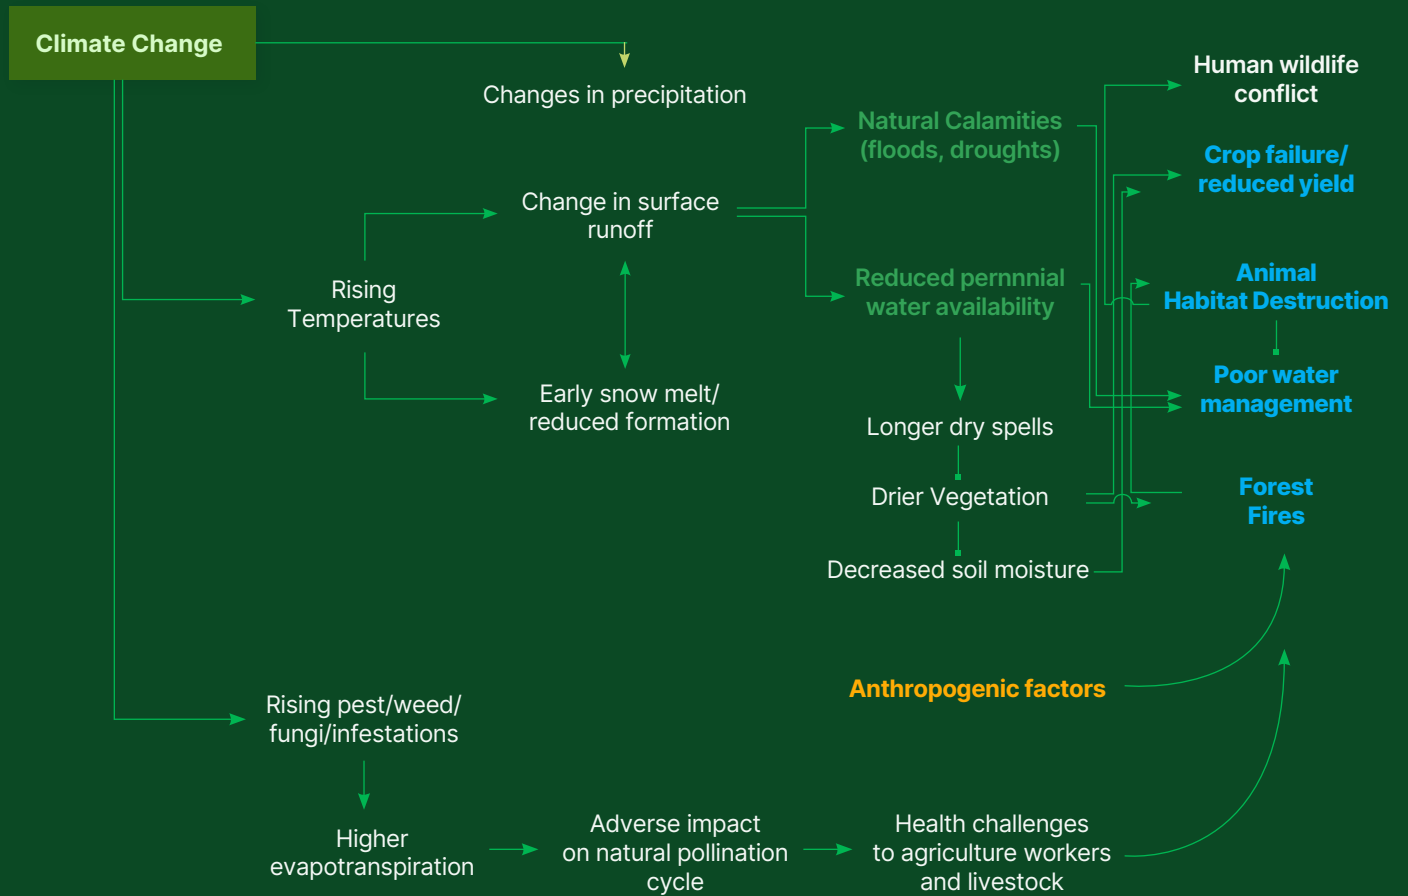 Climate Change
Changes in precipitation
Human wildlife
conflict
Natural Calamities
(floods, droughts)
Crop failure/
reduced yield
Change in surface
runoff
Rising
Temperatures
Reduced pernnnial
water availability
Animal
Habitat Destruction
Early snow melt/
reduced formation
Poor water
management
Longer dry spells
Drier Vegetation
Forest
Fires
Decreased soil moisture
Anthropogenic factors
Rising pest/weed/
fungi/infestations
Higher
evapotranspiration
Adverse impact
on natural pollination
cycle
Health challenges
to agriculture workers
and livestock